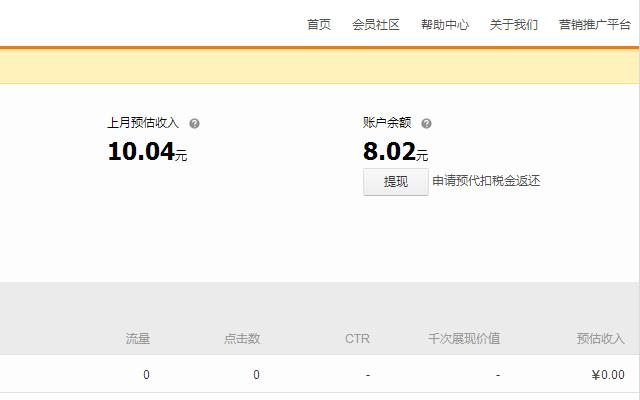 首页 会员社区 帮助中心 关于我们 营销推广平台
上月预估收入 ? 账户余额 ?
10.04元 8.02元
提现 申请预代扣税金返还
流量 点击数 CTR 千次展现价值 预估收入
0 0 - - ¥0.00